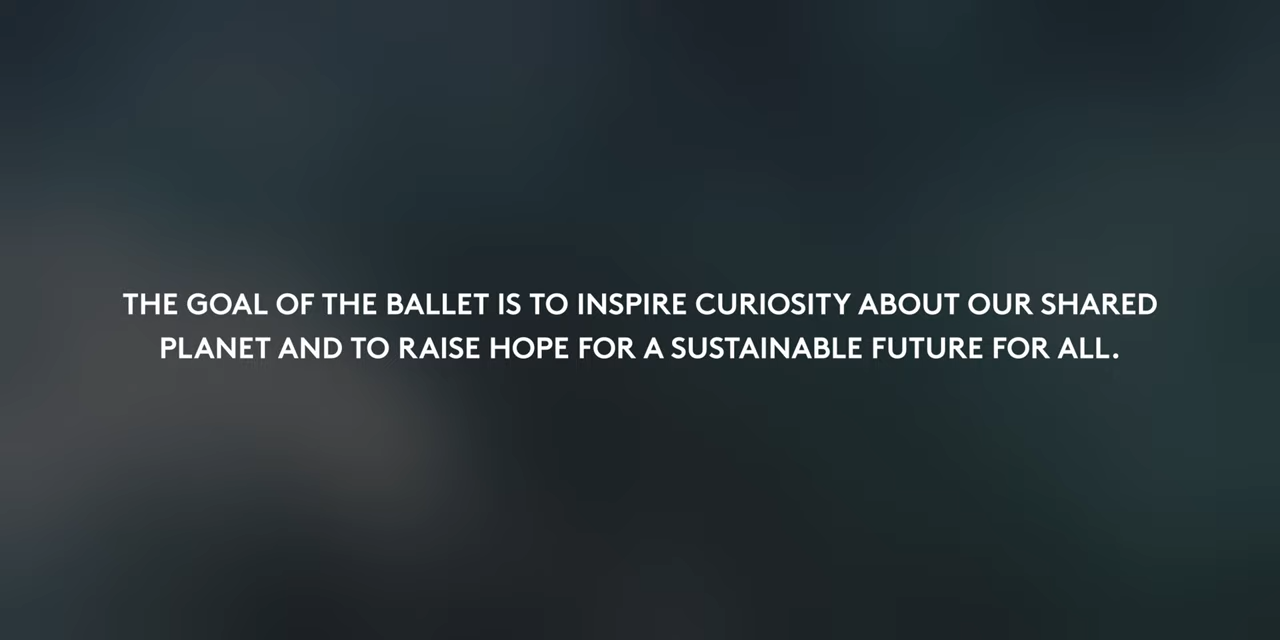 THE GOAL OF THE BALLET IS TO INSPIRE CURIOSITY ABOUT OUR SHARED
PLANET AND TO RAISE HOPE FOR A SUSTAINABLE FUTURE FOR ALL.